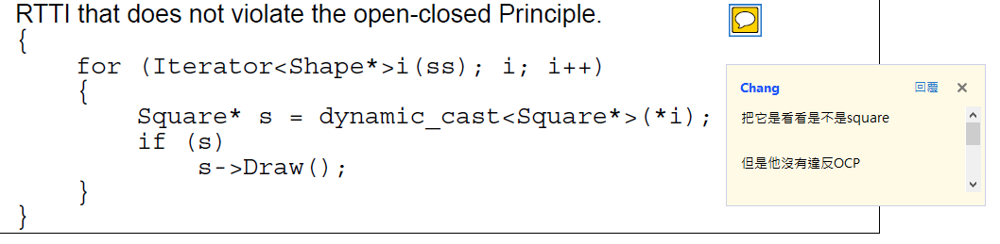 RTTI that does not violate the open-closed Principle.
{
for (Iterator<Shape*>i(ss); i; i++)
{
Square* s = dynamic_cast<Square*>(*i);
if (s)
s->Draw();
}
}
Chang 回覆 ×
把它是看看是不是square
但是他沒有違反OCP